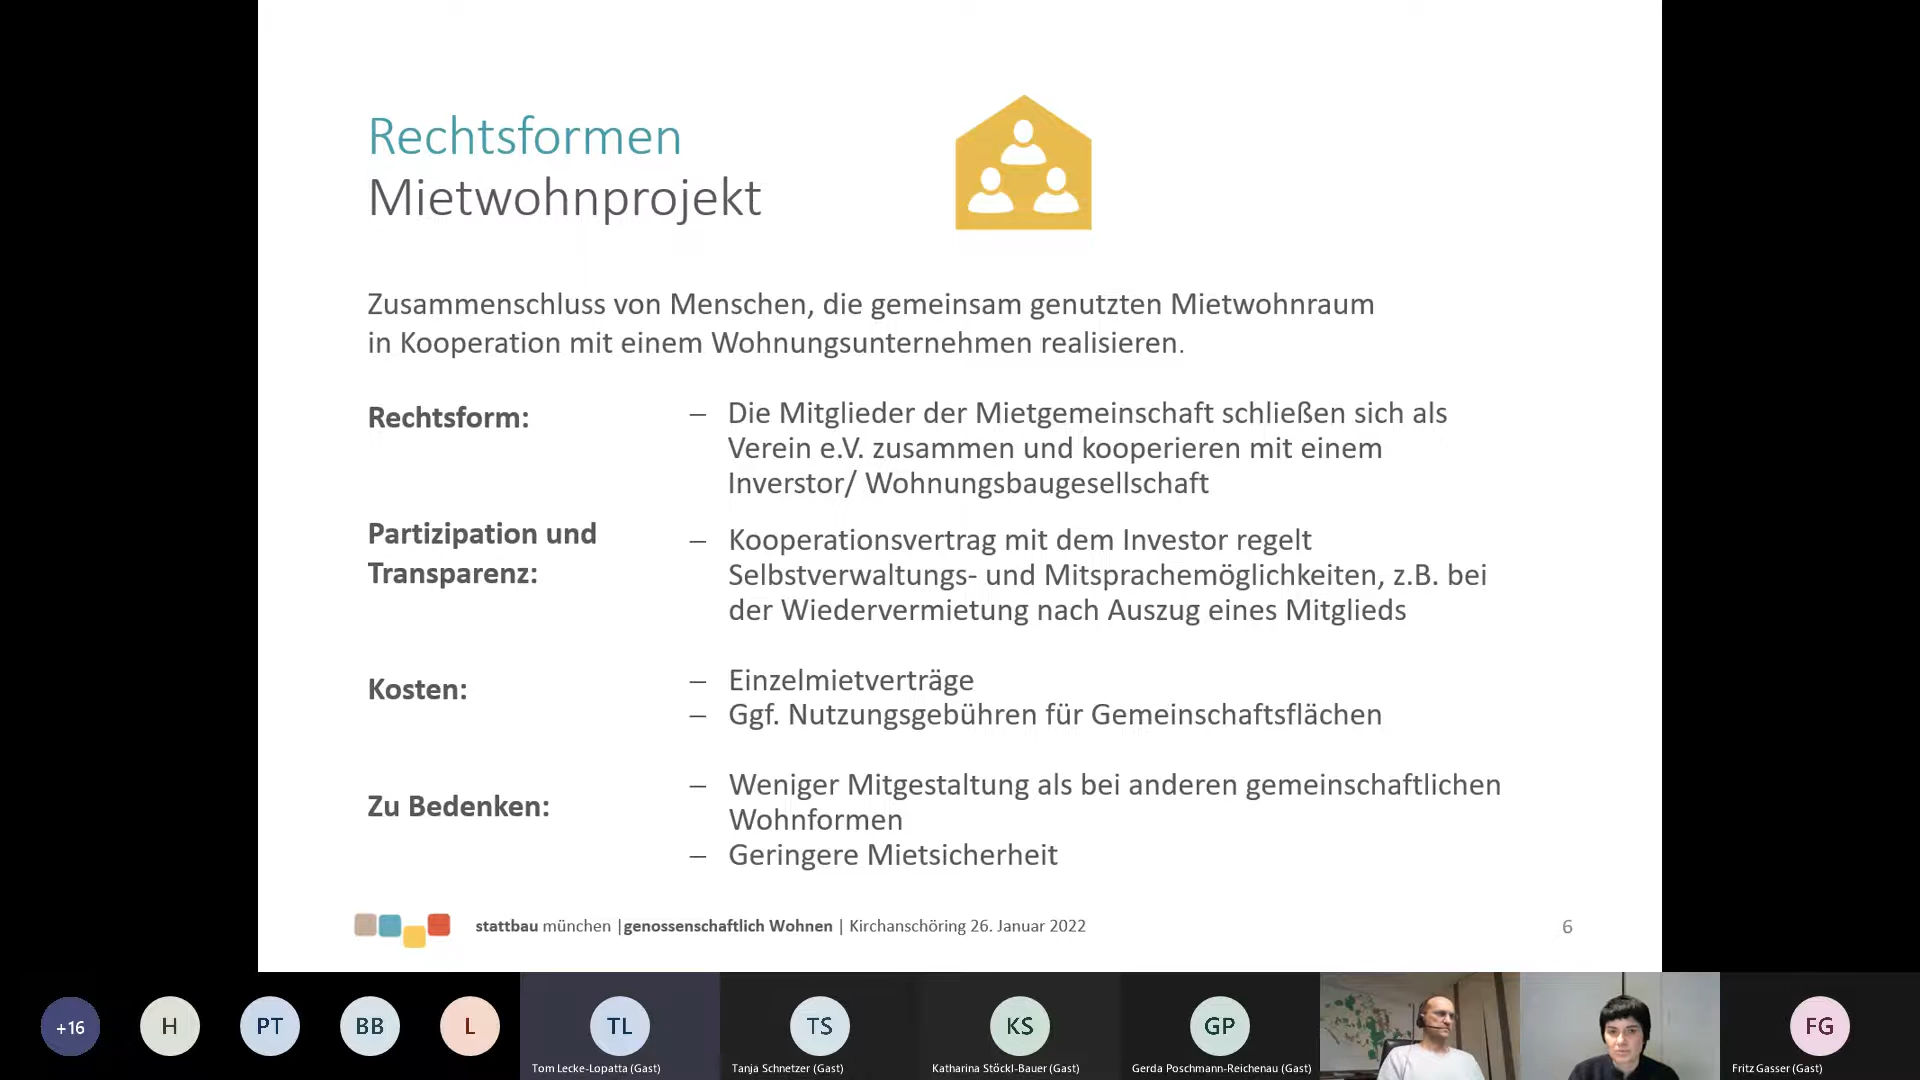 Rechtsformen
Mietwohnprojekt
Zusammenschluss von Menschen, die gemeinsam genutzten Mietwohnraum
in Kooperation mit einem Wohnungsunternehmen realisieren.
Rechtsform:
– Die Mitglieder der Mietgemeinschaft schließen sich als
Verein e.V. zusammen und kooperieren mit einem
Inverstor/ Wohnungsbaugesellschaft
Partizipation und
Transparenz:
– Kooperationsvertrag mit dem Investor regelt
Selbstverwaltungs- und Mitsprachemöglichkeiten, z.B. bei
der Wiedervermietung nach Auszug eines Mitglieds
Kosten:
– Einzelmietverträge
– Ggf. Nutzungsgebühren für Gemeinschaftsflächen
Zu Bedenken:
– Weniger Mitgestaltung als bei anderen gemeinschaftlichen
Wohnformen
– Geringere Mietsicherheit
stattbau münchen |genossenschaftlich Wohnen | Kirchanschöring 26. Januar 2022
6
+16
H
PT
BB
L
TL
TS
KS
GP
FG
Tom Lecke-Lopatta (Gast)
Tanja Schnetzer (Gast)
Katharina Stöckl-Bauer (Gast)
Gerda Poschmann-Reichenau (Gast)
Fritz Gasser (Gast)